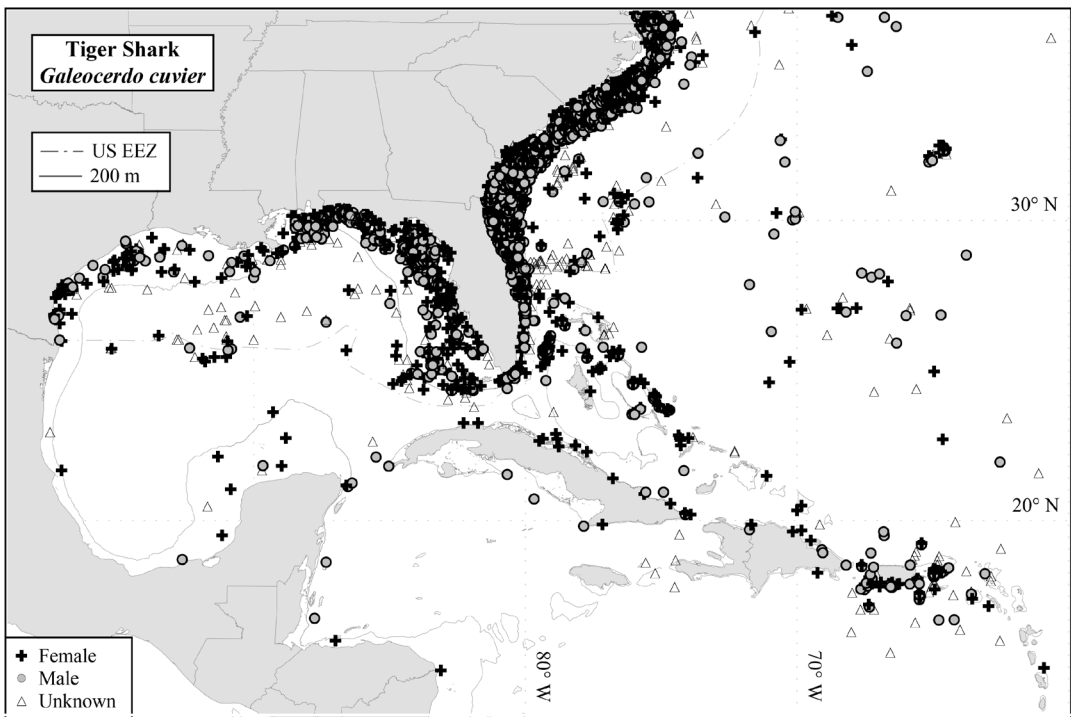 Tiger Shark
Galeocerdo cuvier
US EEZ
200 m
30° N
20° N
80° W
70° W
Female
Male
Unknown